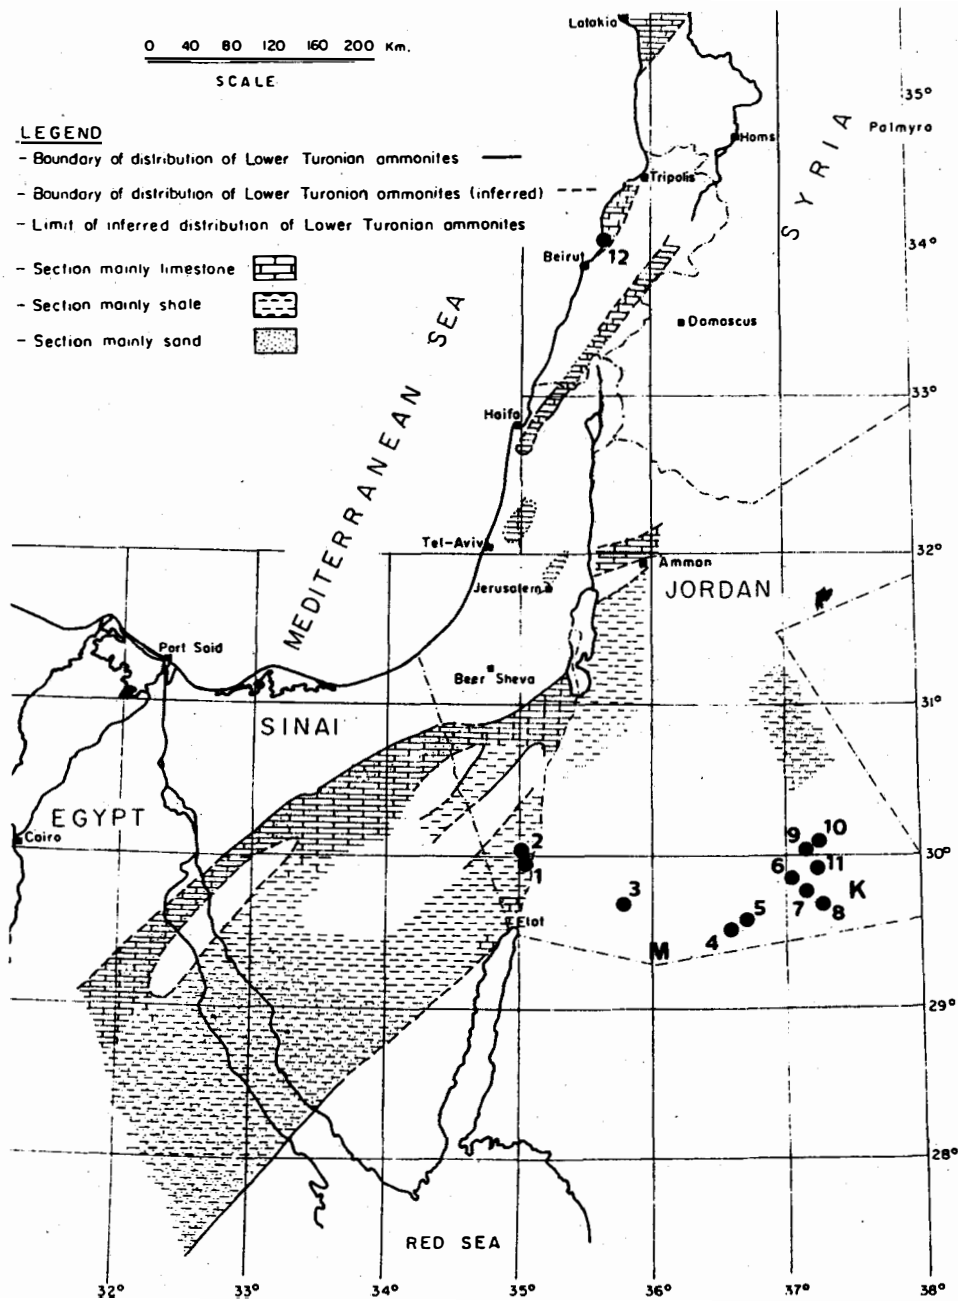 Latakia
0 40 80 120 160 200 Km.
SCALE
35°
Palmyra
LEGEND
Homs
- Boundary of distribution of Lower Turonian ammonites
Tripolis
- Boundary of distribution of Lower Turonion ammonites (inferred)
SYRIA
- Limit of inferred distribution of Lower Turonian ammonites
34°
12
Beirut
- Section mainly limestone
- Section mainly shale
Damascus
- Section mainly sand
MEDITERRANEAN SEA
33°
Haifa
Tel-Aviv
32°
Amman
Jerusalem
JORDAN
Port Said
Beer Sheva
31°
SINAI
EGYPT
Cairo
2
9
10
30°
1
6
11
3
7
K
5
8
4
M
Elat
29°
28°
RED SEA
32° 33° 34° 35° 36° 37° 38°